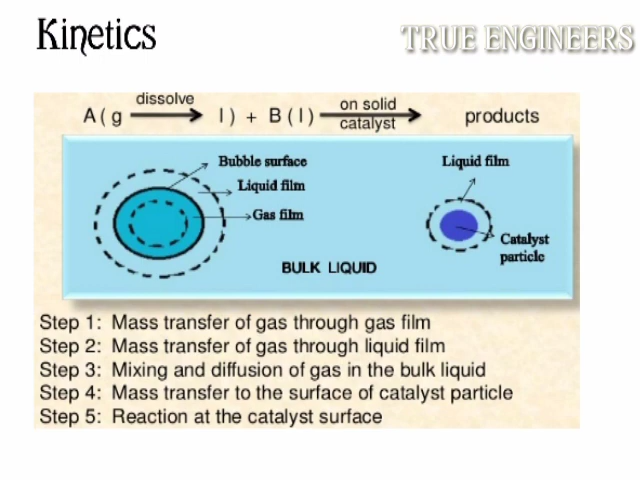 Kinetics
TRUE ENGINEERS
dissolve
on solid
A ( g l ) + B ( l ) products
catalyst
Bubble surface
Liquid film
Liquid film
Gas film
Catalyst
particle
BULK LIQUID
Step 1: Mass transfer of gas through gas film
Step 2: Mass transfer of gas through liquid film
Step 3: Mixing and diffusion of gas in the bulk liquid
Step 4: Mass transfer to the surface of catalyst particle
Step 5: Reaction at the catalyst surface